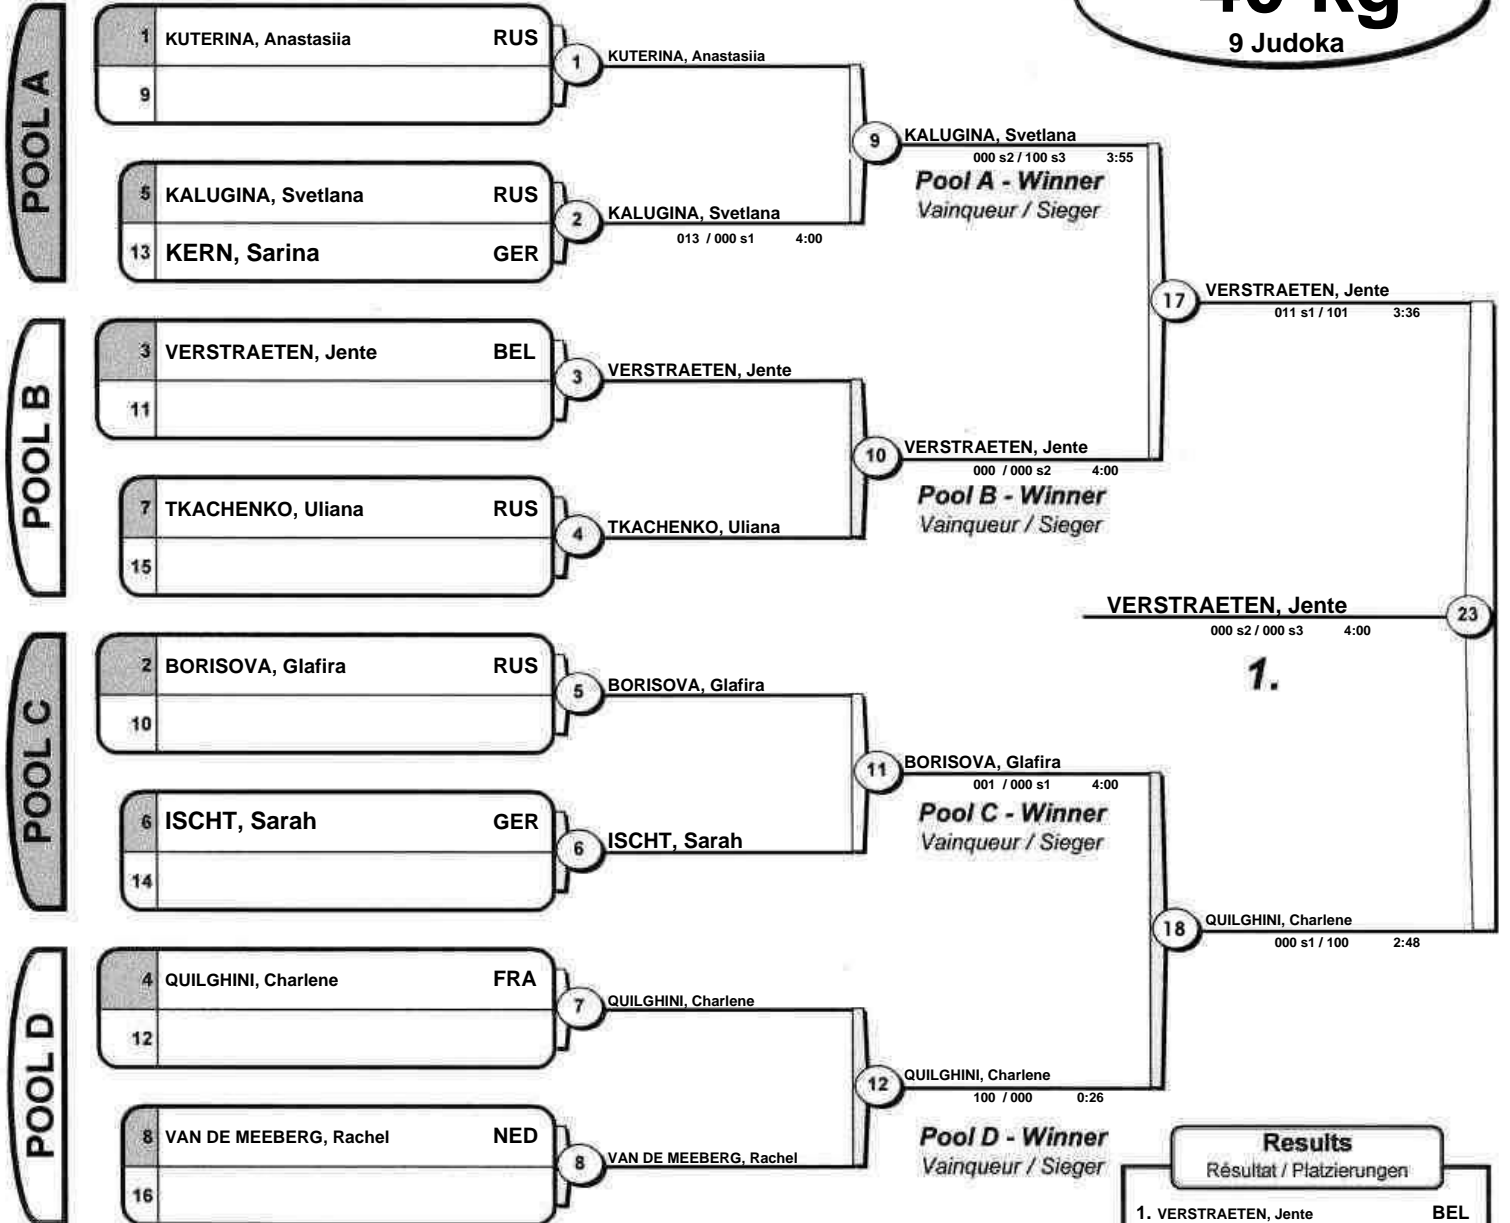 40 kg
9 Judoka
POOL A
1 KUTERINA, Anastasiia RUS
9
1
KUTERINA, Anastasiia
5 KALUGINA, Svetlana RUS
13 KERN, Sarina GER
2
KALUGINA, Svetlana
013 / 000 s1 4:00
9
KALUGINA, Svetlana
000 s2 / 100 s3 3:55
Pool A - Winner
Vainqueur / Sieger
POOL B
3 VERSTRAETEN, Jente BEL
11
3
VERSTRAETEN, Jente
7 TKACHENKO, Uliana RUS
15
4
TKACHENKO, Uliana
10
VERSTRAETEN, Jente
000 / 000 s2 4:00
Pool B - Winner
Vainqueur / Sieger
17
VERSTRAETEN, Jente
011 s1 / 101 3:36
VERSTRAETEN, Jente
000 s2 / 000 s3 4:00
23
1.
POOL C
2 BORISOVA, Glafira RUS
10
5
BORISOVA, Glafira
6 ISCHT, Sarah GER
14
6
ISCHT, Sarah
11
BORISOVA, Glafira
001 / 000 s1 4:00
Pool C - Winner
Vainqueur / Sieger
18
QUILGHINI, Charlene
000 s1 / 100 2:48
POOL D
4 QUILGHINI, Charlene FRA
12
7
QUILGHINI, Charlene
8 VAN DE MEEBERG, Rachel NED
16
8
VAN DE MEEBERG, Rachel
12
QUILGHINI, Charlene
100 / 000 0:26
Pool D - Winner
Vainqueur / Sieger
Results
Résultat / Platzierungen
1. VERSTRAETEN, Jente BEL